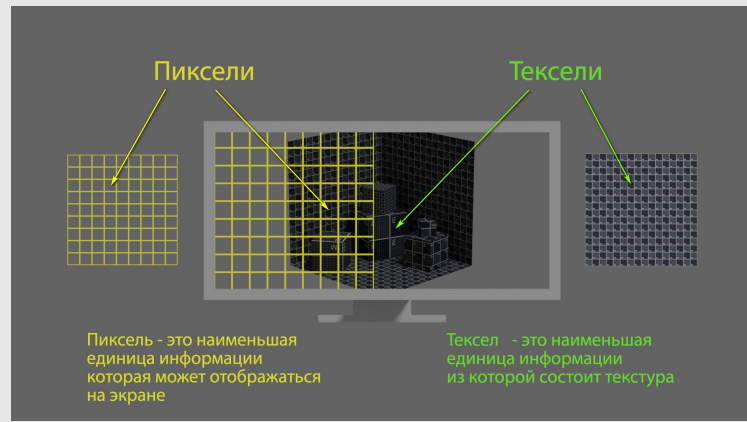 Пиксели
Тексели
Пиксель - это наименьшая
единица информации
которая может отображаться
на экране
Тексел - это наименьшая
единица информации
из которой состоит текстура